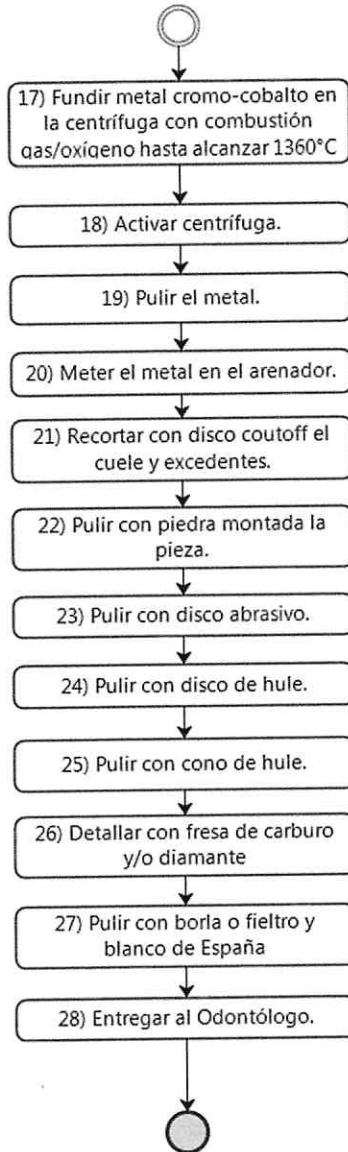 17) Fundir metal cromo-cobalto en
la centrífuga con combustión
gas/oxígeno hasta alcanzar 1360°C
18) Activar centrífuga.
19) Pulir el metal.
20) Meter el metal en el arenador.
21) Recortar con disco coutoff el
cuele y excedentes.
22) Pulir con piedra montada la
pieza.
23) Pulir con disco abrasivo.
24) Pulir con disco de hule.
25) Pulir con cono de hule.
26) Detallar con fresa de carburo
y/o diamante
27) Pulir con borla o fieltro y
blanco de España
28) Entregar al Odontólogo.